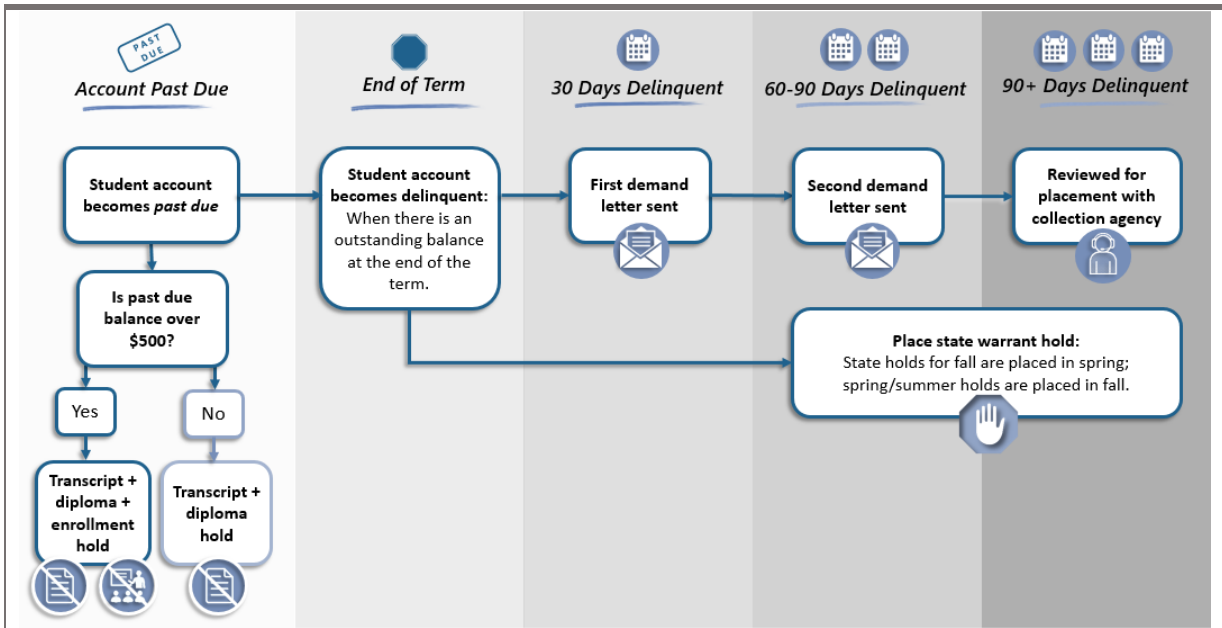 PAST
DUE
Account Past Due
End of Term
30 Days Delinquent
60-90 Days Delinquent
90+ Days Delinquent
Student account
becomes past due
Student account
becomes delinquent:
When there is an
outstanding balance
at the end of the
term.
First demand
letter sent
Second demand
letter sent
Reviewed for
placement with
collection agency
Is past due
balance over
$500?
Place state warrant hold:
State holds for fall are placed in spring;
spring/summer holds are placed in fall.
Yes
No
Transcript +
diploma +
enrollment
hold
Transcript +
diploma
hold